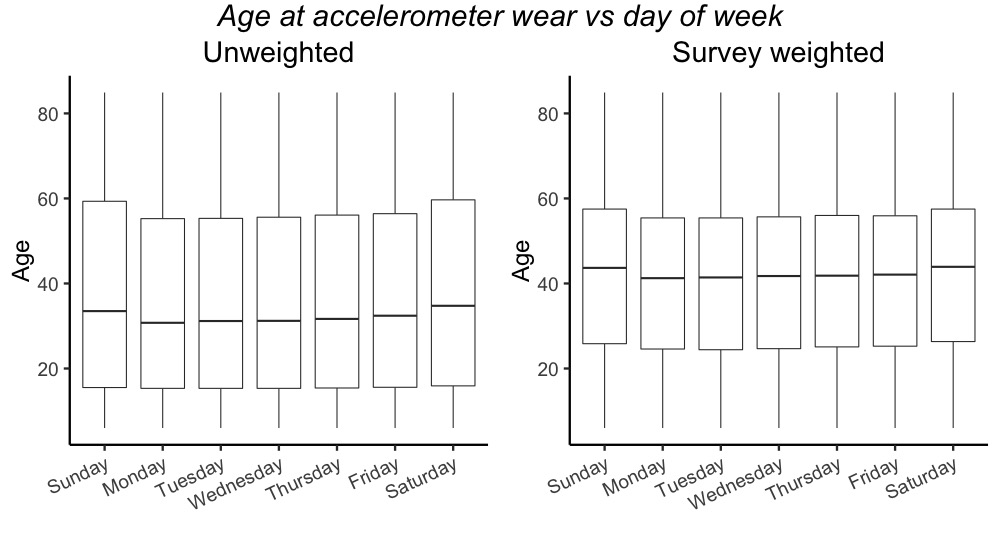 Age at accelerometer wear vs day of week
Unweighted
Age
80
60
40
20
Sunday
Monday
Tuesday
Wednesday
Thursday
Friday
Saturday
Survey weighted
Age
80
60
40
20
Sunday
Monday
Tuesday
Wednesday
Thursday
Friday
Saturday